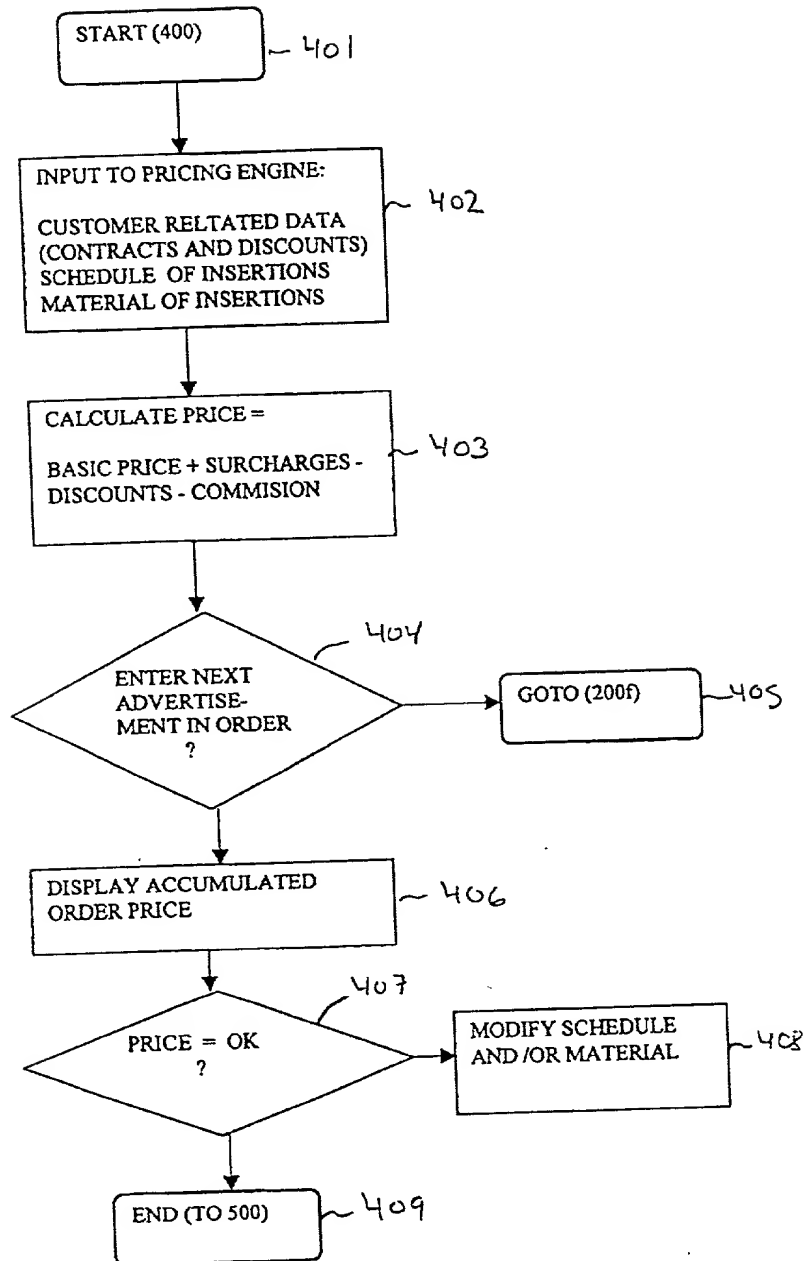 START (400)
401
INPUT TO PRICING ENGINE:
402
CUSTOMER RELTATED DATA
(CONTRACTS AND DISCOUNTS)
SCHEDULE OF INSERTIONS
MATERIAL OF INSERTIONS
CALCULATE PRICE =
403
BASIC PRICE + SURCHARGES -
DISCOUNTS - COMMISION
404
ENTER NEXT
ADVERTISE-
MENT IN ORDER
?
GOTO (200f)
405
DISPLAY ACCUMULATED
ORDER PRICE
406
407
PRICE = OK
?
MODIFY SCHEDULE
AND /OR MATERIAL
408
END (TO 500)
409